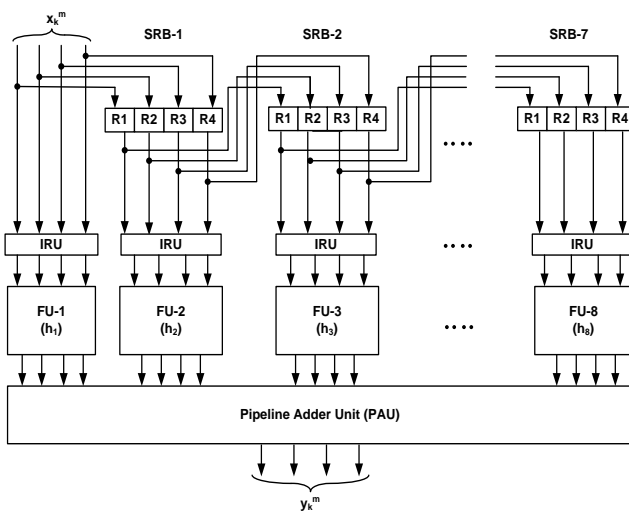 x_k^m
SRB-1 SRB-2 SRB-7
R1 R2 R3 R4 R1 R2 R3 R4 R1 R2 R3 R4
....
IRU IRU IRU .... IRU
FU-1 FU-2 FU-3 FU-8
(h₁) (h₂) (h₃) .... (h₈)
Pipeline Adder Unit (PAU)
y_k^m